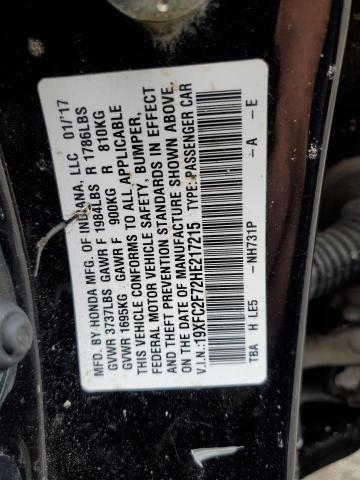 MFD. BY HONDA MFG. OF INDIANA, LLC 01/'17
GVWR 3737LBS GAWR F 1984LBS R 1786LBS
GVWR 1695KG GAWR F 900KG R 810KG
THIS VEHICLE CONFORMS TO ALL APPLICABLE
FEDERAL MOTOR VEHICLE SAFETY, BUMPER,
AND THEFT PREVENTION STANDARDS IN EFFECT
ON THE DATE OF MANUFACTURE SHOWN ABOVE.
V.I.N.:19XFC2F72HE217215 TYPE:PASSENGER CAR
TBA H LE5 -NH731P -A -E